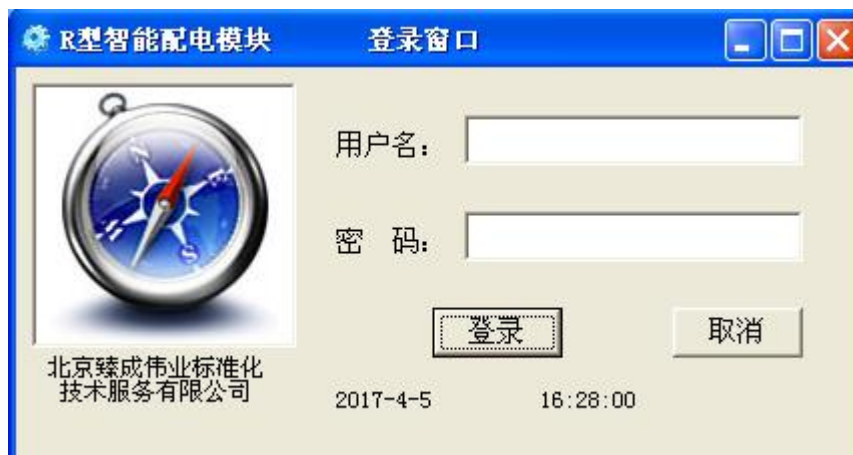 R型智能配电模块 登录窗口
用户名：
密 码：
登录 取消
北京臻成伟业标准化
技术服务有限公司
2017-4-5 16:28:00